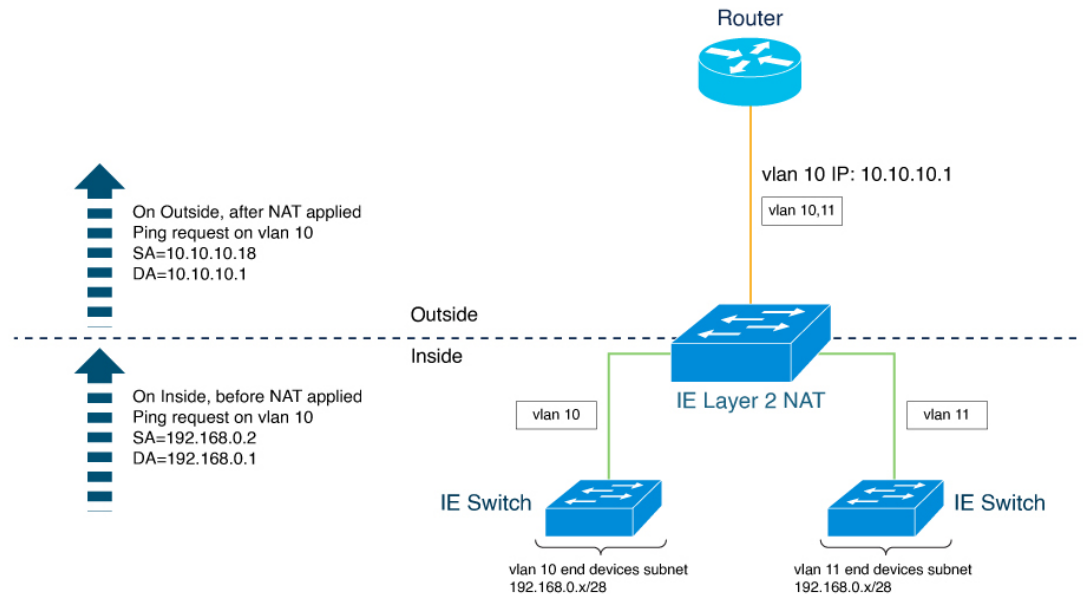 Router
vlan 10 IP: 10.10.10.1
vlan 10,11
On Outside, after NAT applied
Ping request on vlan 10
SA=10.10.10.18
DA=10.10.10.1
Outside
Inside
On Inside, before NAT applied
Ping request on vlan 10
SA=192.168.0.2
DA=192.168.0.1
IE Layer 2 NAT
vlan 10
vlan 11
IE Switch
IE Switch
vlan 10 end devices subnet
192.168.0.x/28
vlan 11 end devices subnet
192.168.0.x/28